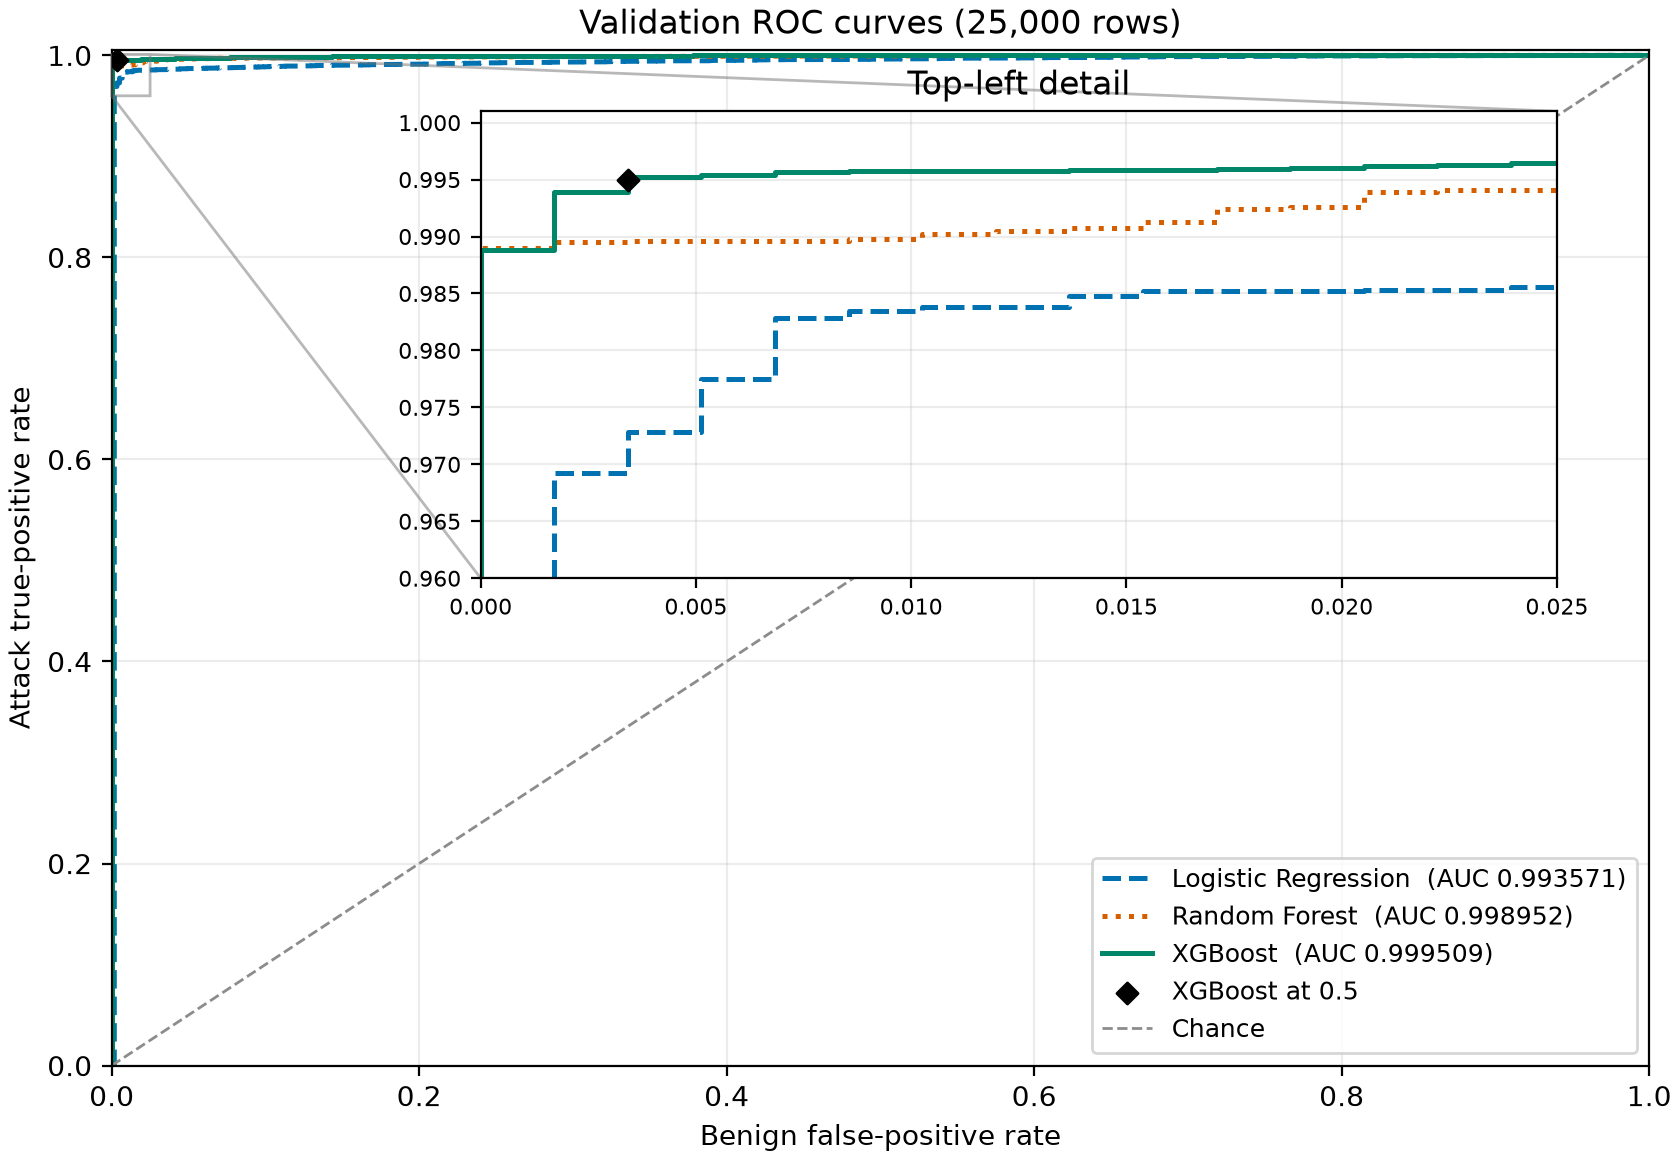 Validation ROC curves (25,000 rows)
Top-left detail
1.000
0.995
0.990
0.985
0.980
0.975
0.970
0.965
0.960
0.000 0.005 0.010 0.015 0.020 0.025
Attack true-positive rate
1.0
0.8
0.6
0.4
0.2
0.0
Logistic Regression (AUC 0.993571)
Random Forest (AUC 0.998952)
XGBoost (AUC 0.999509)
XGBoost at 0.5
Chance
0.0 0.2 0.4 0.6 0.8 1.0
Benign false-positive rate